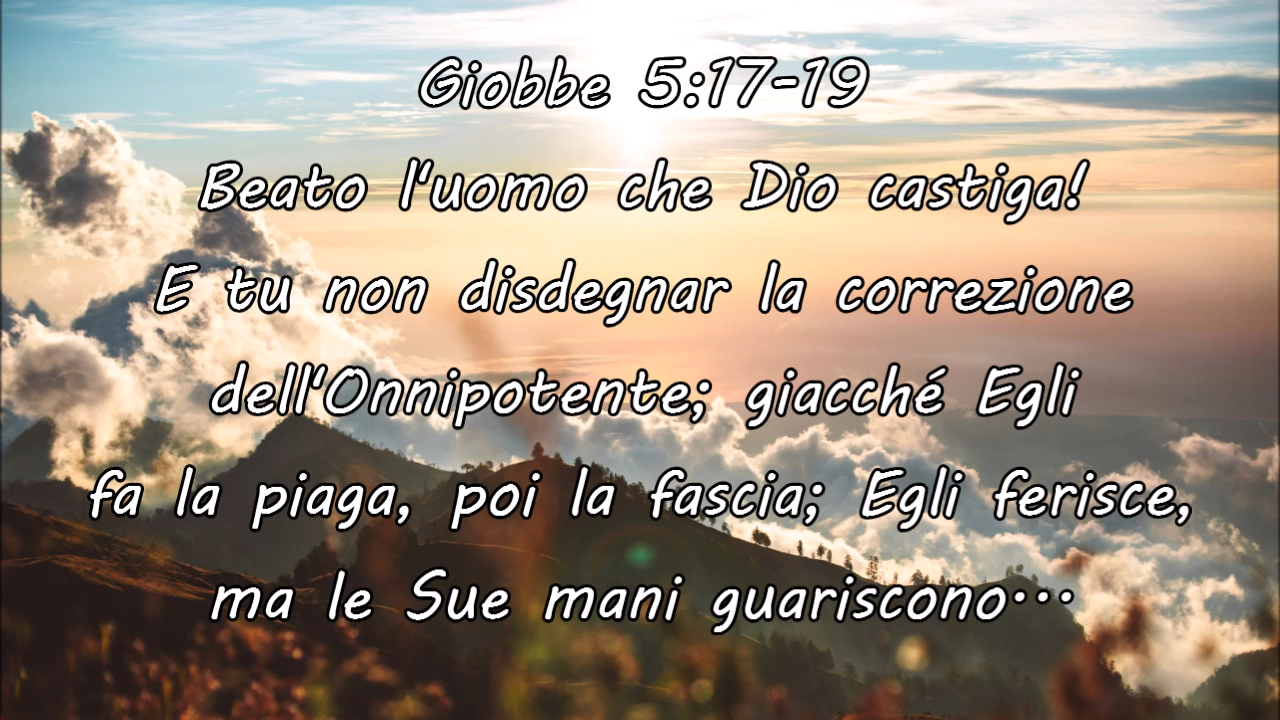 Giobbe 5:17-19
Beato l'uomo che Dio castiga!
E tu non disdegnar la correzione
dell'Onnipotente; giacché Egli
fa la piaga, poi la fascia; Egli ferisce,
ma le Sue mani guariscono...